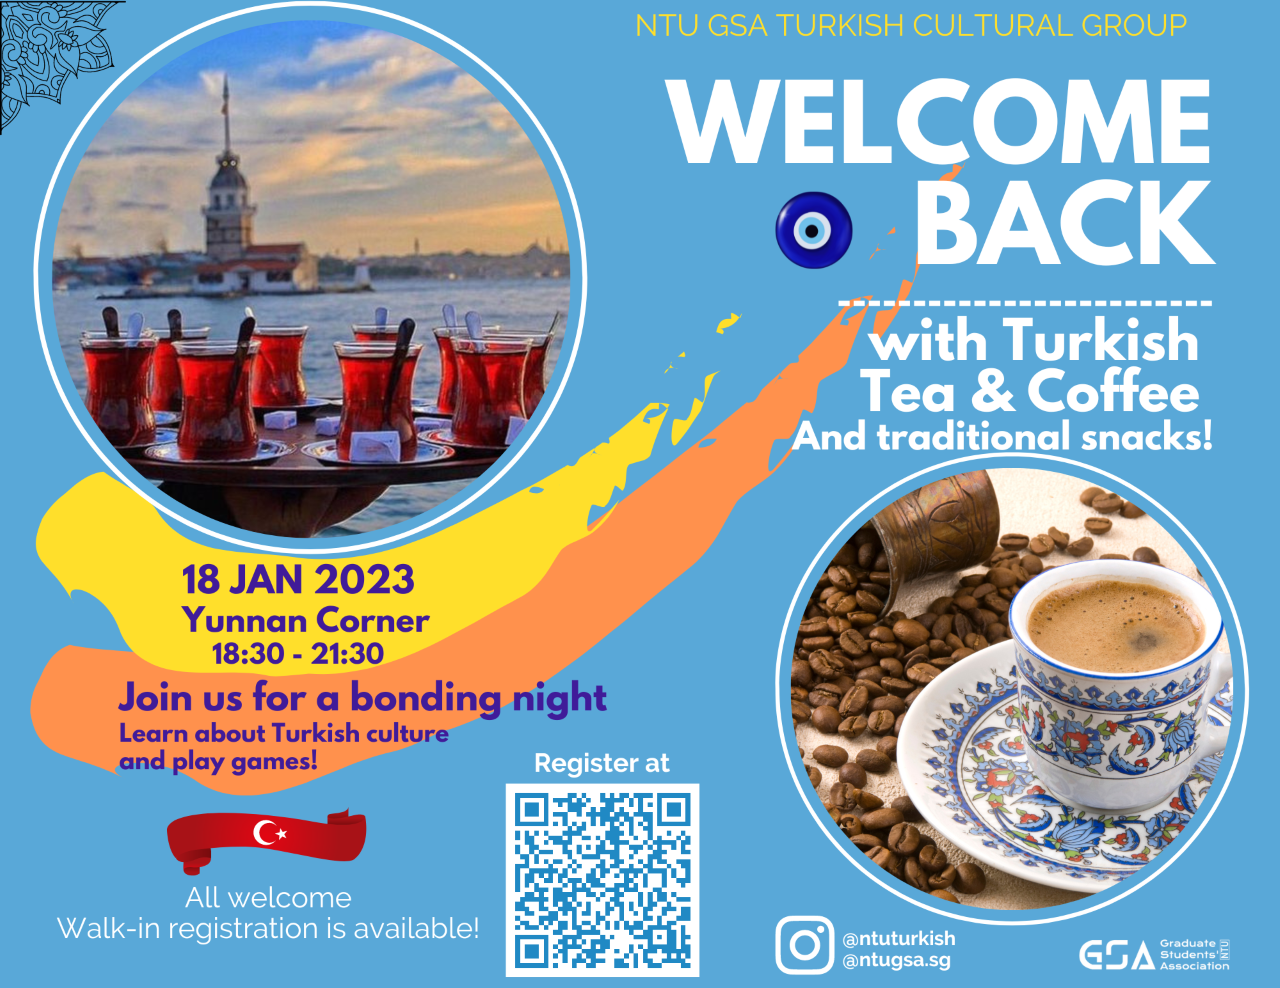 NTU GSA TURKISH CULTURAL GROUP
WELCOME
BACK
with Turkish
Tea & Coffee
And traditional snacks!
18 JAN 2023
Yunnan Corner
18:30 - 21:30
Join us for a bonding night
Learn about Turkish culture
and play games!
Register at
All welcome
Walk-in registration is available!
@ntuturkish
@ntugsa.sg
GSA
Graduate
Students'
Association
NTU